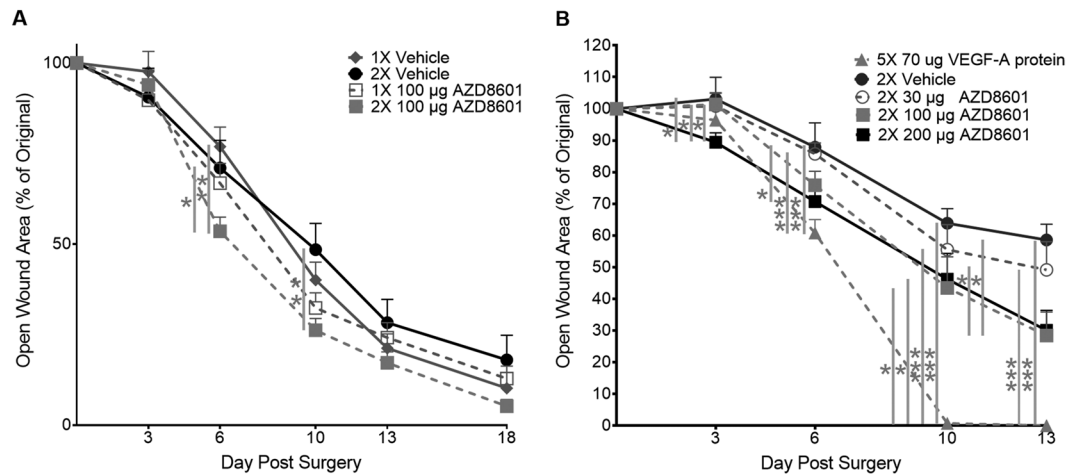 A
1X Vehicle
2X Vehicle
1X 100 µg AZD8601
2X 100 µg AZD8601
Open Wound Area (% of Original)
100
50
0
3 6 10 13 18
Day Post Surgery
*
**
**
B
5X 70 ug VEGF-A protein
2X Vehicle
2X 30 µg AZD8601
2X 100 µg AZD8601
2X 200 µg AZD8601
Open Wound Area (% of Original)
120
110
100
90
80
70
60
50
40
30
20
10
0
3 6 10 13
Day Post Surgery
* * *
* *** ***
* * *** ***
* *
*** ***